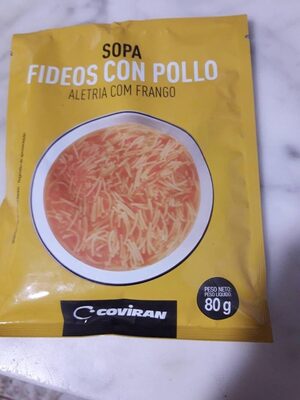 SOPA
FIDEOS CON POLLO
ALETRIA COM FRANGO
PESO NETO:
PESO LÍQUIDO:
80 g
COVIRAN